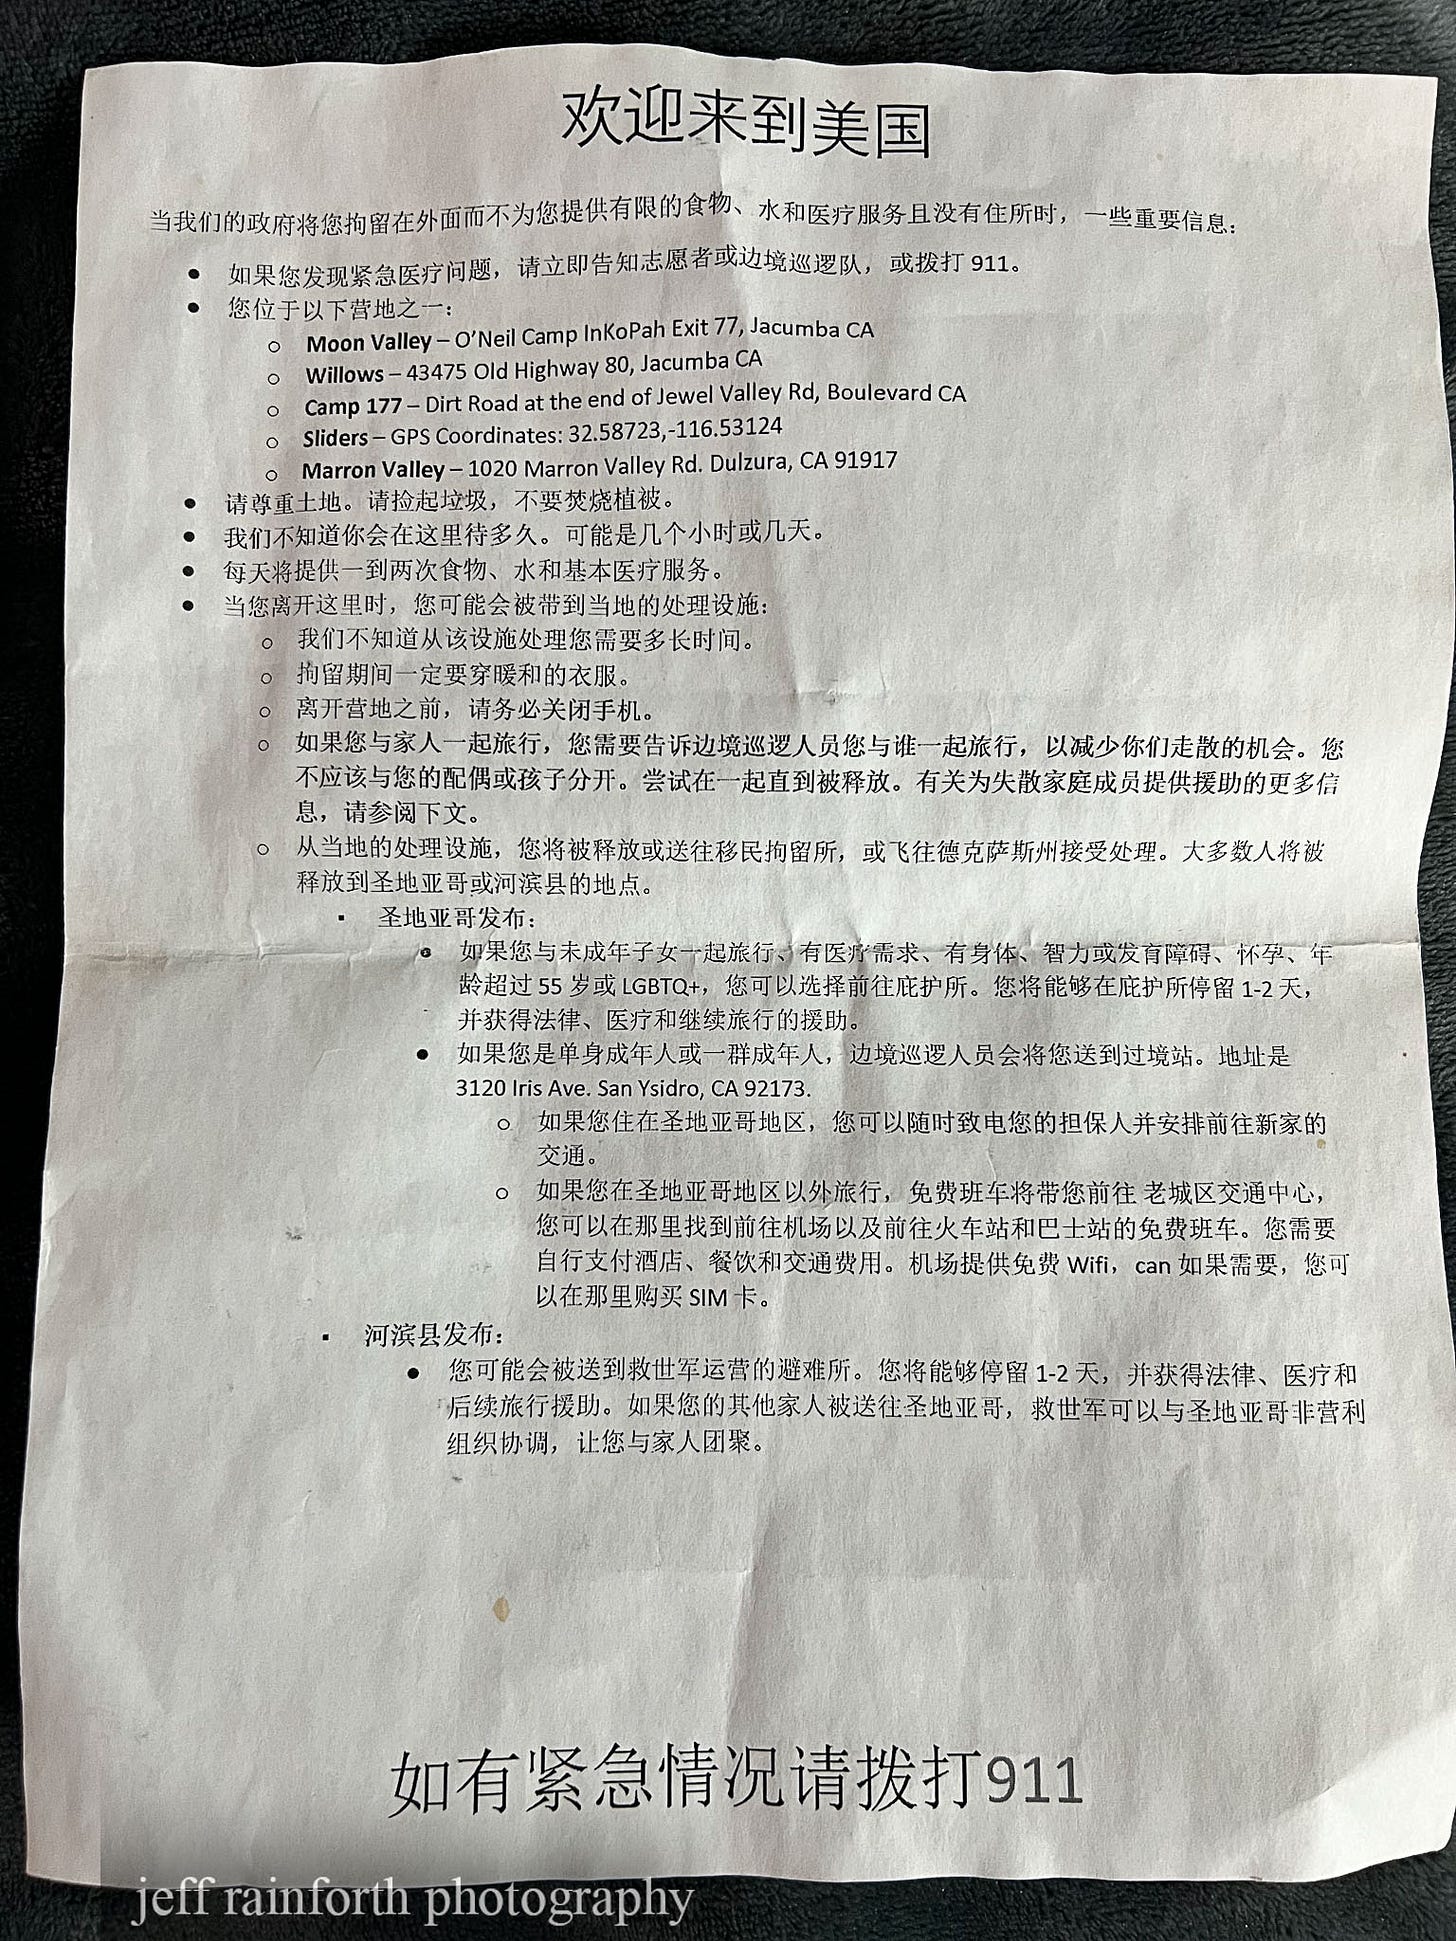 欢迎来到美国
当我们的政府将您拘留在外面而不为您提供有限的食物、水和医疗服务且没有住所时，一些重要信息：
• 如果您发现紧急医疗问题，请立即告知志愿者或边境巡逻队，或拨打 911。
• 您位于以下营地之一：
o Moon Valley – O'Neil Camp InKoPah Exit 77, Jacumba CA
o Willows – 43475 Old Highway 80, Jacumba CA
o Camp 177 – Dirt Road at the end of Jewel Valley Rd, Boulevard CA
o Sliders – GPS Coordinates: 32.58723,-116.53124
o Marron Valley – 1020 Marron Valley Rd. Dulzura, CA 91917
• 请尊重土地。请捡起垃圾，不要焚烧植被。
• 我们不知道你会在这里待多久。可能是几个小时或几天。
• 每天将提供一到两次食物、水和基本医疗服务。
• 当您离开这里时，您可能会被带到当地的处理设施：
o 我们不知道从该设施处理您需要多长时间。
o 拘留期间一定要穿暖和的衣服。
o 离开营地之前，请务必关闭手机。
o 如果您与家人一起旅行，您需要告诉边境巡逻人员您与谁一起旅行，以减少你们走散的机会。您
不应该与您的配偶或孩子分开。尝试在一起直到被释放。有关为失散家庭成员提供援助的更多信
息，请参阅下文。
o 从当地的处理设施，您将被释放或送往移民拘留所，或飞往德克萨斯州接受处理。大多数人将被
释放到圣地亚哥或河滨县的地点。
▪ 圣地亚哥发布：
• 如果您与未成年子女一起旅行、有医疗需求、有身体、智力或发育障碍、怀孕、年
龄超过 55 岁或 LGBTQ+，您可以选择前往庇护所。您将能够在庇护所停留 1-2 天，
并获得法律、医疗和继续旅行的援助。
• 如果您是单身成年人或一群成年人，边境巡逻人员会将您送到过境站。地址是
3120 Iris Ave. San Ysidro, CA 92173.
o 如果您住在圣地亚哥地区，您可以随时致电您的担保人并安排前往新家的
交通。
o 如果您在圣地亚哥地区以外旅行，免费班车将带您前往 老城区交通中心，
您可以在那里找到前往机场以及前往火车站和巴士站的免费班车。您需要
自行支付酒店、餐饮和交通费用。机场提供免费 Wifi，can 如果需要，您可
以在那里购买 SIM 卡。
▪ 河滨县发布：
• 您可能会被送到救世军运营的避难所。您将能够停留 1-2 天，并获得法律、医疗和
后续旅行援助。如果您的其他家人被送往圣地亚哥，救世军可以与圣地亚哥非营利
组织协调，让您与家人团聚。
如有紧急情况请拨打911
jeff rainforth photography